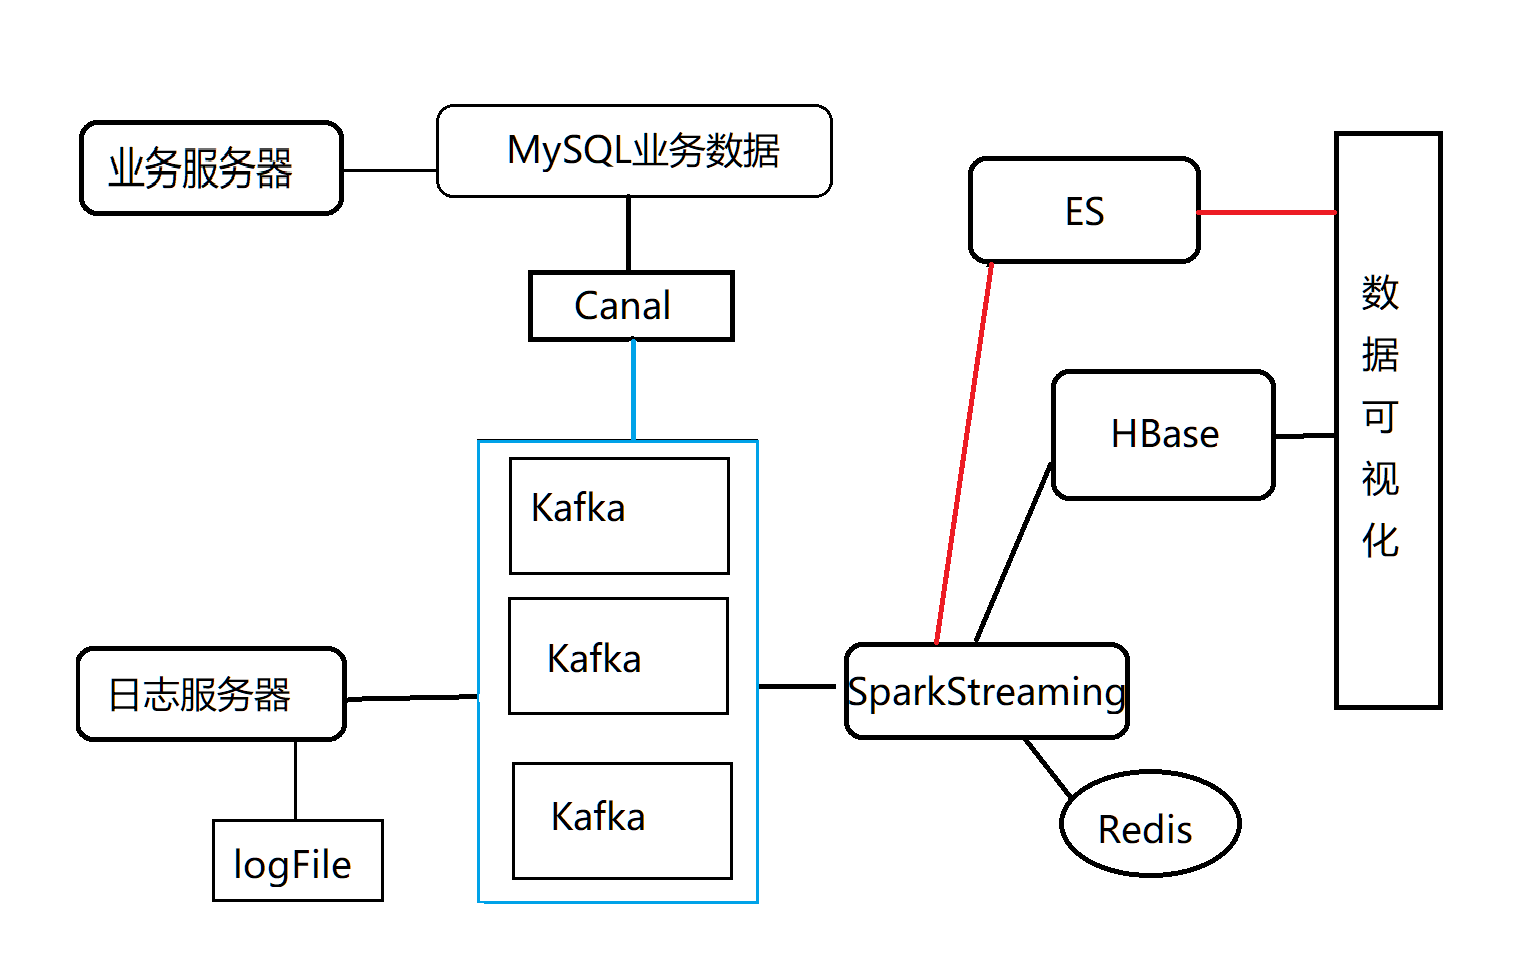 业务服务器
MySQL业务数据
Canal
Kafka
Kafka
Kafka
日志服务器
logFile
SparkStreaming
Redis
ES
HBase
数
据
可
视
化